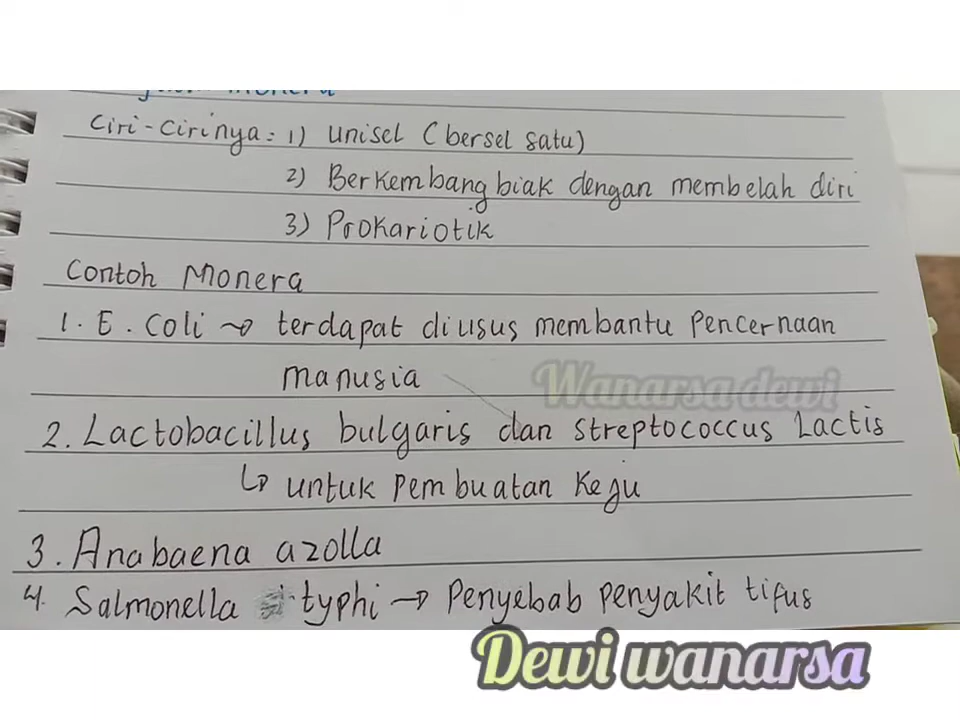 Ciri-Cirinya: 1) Unisel (bersel satu)
2) Berkembang biak dengan membelah diri
3) Prokariotik
Contoh Monera
1. E. Coli → terdapat diusus membantu Pencernaan
manusia
Wanarsa dewi
2. Lactobacillus bulgaris dan streptococcus Lactis
↳ untuk pembuatan Keju
3. Anabaena azolla
4. Salmonella typhi → Penyebab penyakit tifus
Dewi wanarsa